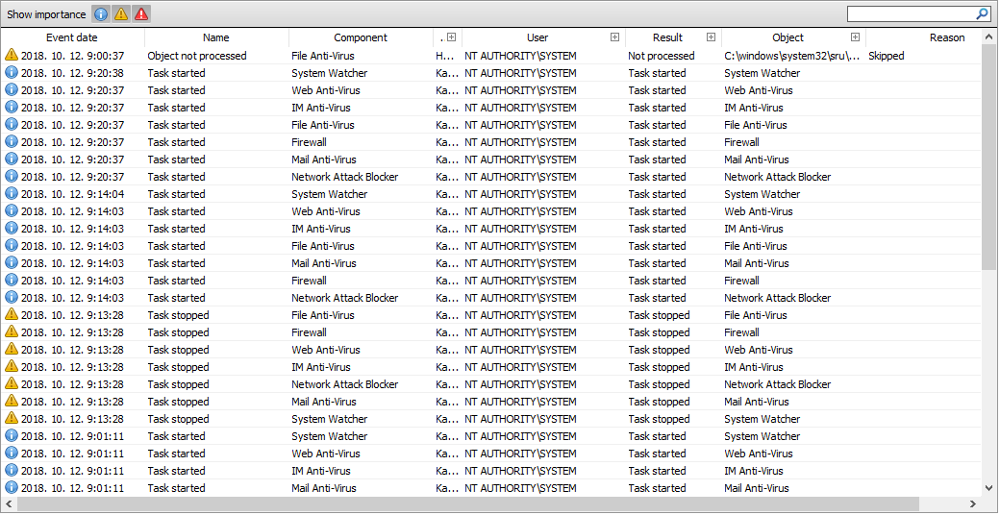 Show importance
Event date Name Component . User Result Object Reason
2018. 10. 12. 9:00:37 Object not processed File Anti-Virus H... NT AUTHORITY\SYSTEM Not processed C:\windows\system32\sru\... Skipped
2018. 10. 12. 9:20:38 Task started System Watcher Ka... NT AUTHORITY\SYSTEM Task started System Watcher
2018. 10. 12. 9:20:37 Task started Web Anti-Virus Ka... NT AUTHORITY\SYSTEM Task started Web Anti-Virus
2018. 10. 12. 9:20:37 Task started IM Anti-Virus Ka... NT AUTHORITY\SYSTEM Task started IM Anti-Virus
2018. 10. 12. 9:20:37 Task started File Anti-Virus Ka... NT AUTHORITY\SYSTEM Task started File Anti-Virus
2018. 10. 12. 9:20:37 Task started Firewall Ka... NT AUTHORITY\SYSTEM Task started Firewall
2018. 10. 12. 9:20:37 Task started Mail Anti-Virus Ka... NT AUTHORITY\SYSTEM Task started Mail Anti-Virus
2018. 10. 12. 9:20:37 Task started Network Attack Blocker Ka... NT AUTHORITY\SYSTEM Task started Network Attack Blocker
2018. 10. 12. 9:14:04 Task started System Watcher Ka... NT AUTHORITY\SYSTEM Task started System Watcher
2018. 10. 12. 9:14:03 Task started Web Anti-Virus Ka... NT AUTHORITY\SYSTEM Task started Web Anti-Virus
2018. 10. 12. 9:14:03 Task started IM Anti-Virus Ka... NT AUTHORITY\SYSTEM Task started IM Anti-Virus
2018. 10. 12. 9:14:03 Task started File Anti-Virus Ka... NT AUTHORITY\SYSTEM Task started File Anti-Virus
2018. 10. 12. 9:14:03 Task started Mail Anti-Virus Ka... NT AUTHORITY\SYSTEM Task started Mail Anti-Virus
2018. 10. 12. 9:14:03 Task started Firewall Ka... NT AUTHORITY\SYSTEM Task started Firewall
2018. 10. 12. 9:14:03 Task started Network Attack Blocker Ka... NT AUTHORITY\SYSTEM Task started Network Attack Blocker
2018. 10. 12. 9:13:28 Task stopped File Anti-Virus Ka... NT AUTHORITY\SYSTEM Task stopped File Anti-Virus
2018. 10. 12. 9:13:28 Task stopped Firewall Ka... NT AUTHORITY\SYSTEM Task stopped Firewall
2018. 10. 12. 9:13:28 Task stopped Web Anti-Virus Ka... NT AUTHORITY\SYSTEM Task stopped Web Anti-Virus
2018. 10. 12. 9:13:28 Task stopped IM Anti-Virus Ka... NT AUTHORITY\SYSTEM Task stopped IM Anti-Virus
2018. 10. 12. 9:13:28 Task stopped Network Attack Blocker Ka... NT AUTHORITY\SYSTEM Task stopped Network Attack Blocker
2018. 10. 12. 9:13:28 Task stopped Mail Anti-Virus Ka... NT AUTHORITY\SYSTEM Task stopped Mail Anti-Virus
2018. 10. 12. 9:13:28 Task stopped System Watcher Ka... NT AUTHORITY\SYSTEM Task stopped System Watcher
2018. 10. 12. 9:01:11 Task started System Watcher Ka... NT AUTHORITY\SYSTEM Task started System Watcher
2018. 10. 12. 9:01:11 Task started Web Anti-Virus Ka... NT AUTHORITY\SYSTEM Task started Web Anti-Virus
2018. 10. 12. 9:01:11 Task started IM Anti-Virus Ka... NT AUTHORITY\SYSTEM Task started IM Anti-Virus
2018. 10. 12. 9:01:11 Task started Mail Anti-Virus Ka... NT AUTHORITY\SYSTEM Task started Mail Anti-Virus